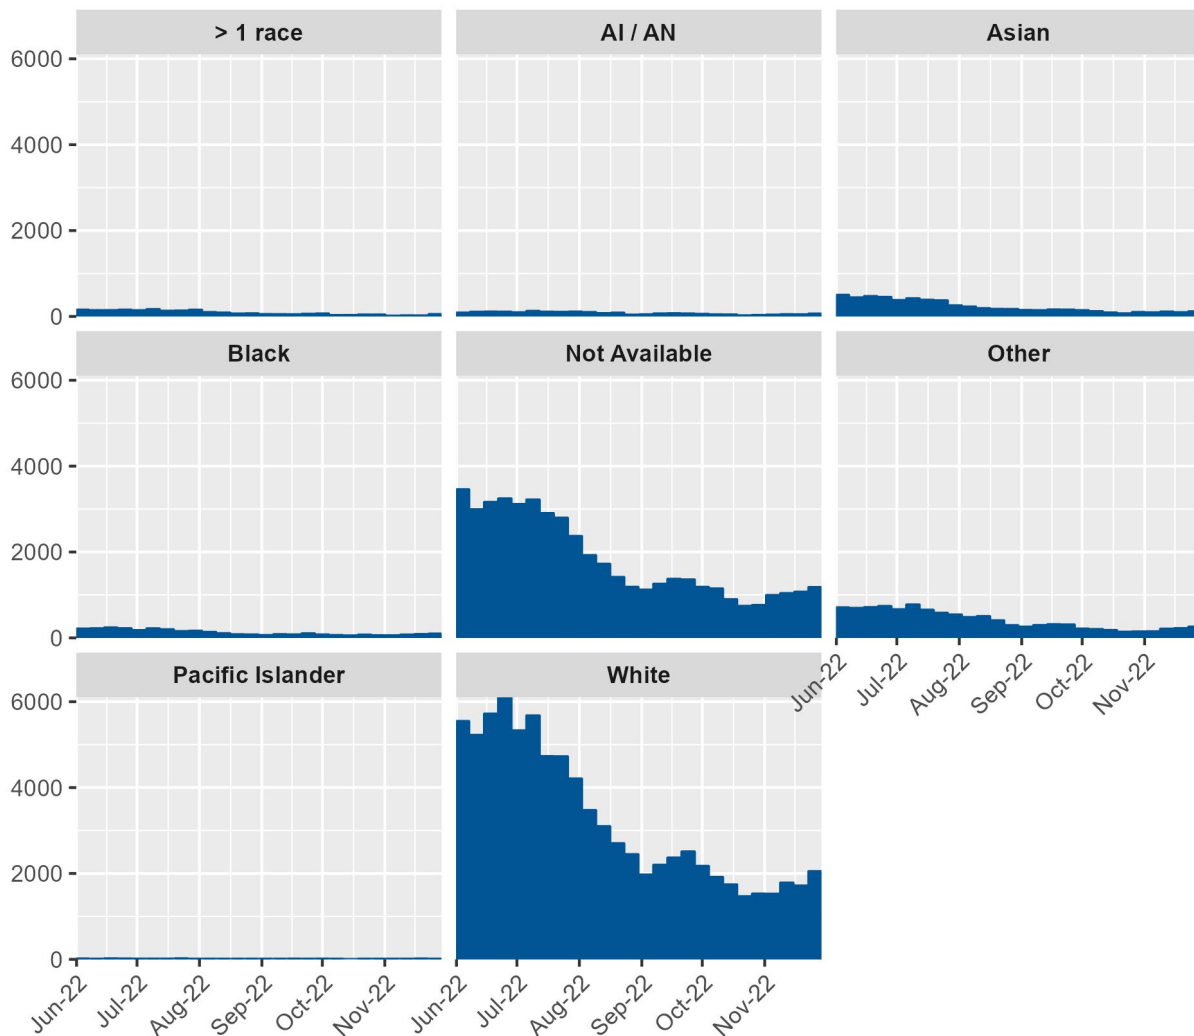 > 1 race AI / AN Asian
6000
4000
2000
0
Black Not Available Other
6000
4000
2000
0
Pacific Islander White
Jun-22 Jul-22 Aug-22 Sep-22 Oct-22 Nov-22
6000
4000
2000
0
Jun-22 Jul-22 Aug-22 Sep-22 Oct-22 Nov-22 Jun-22 Jul-22 Aug-22 Sep-22 Oct-22 Nov-22